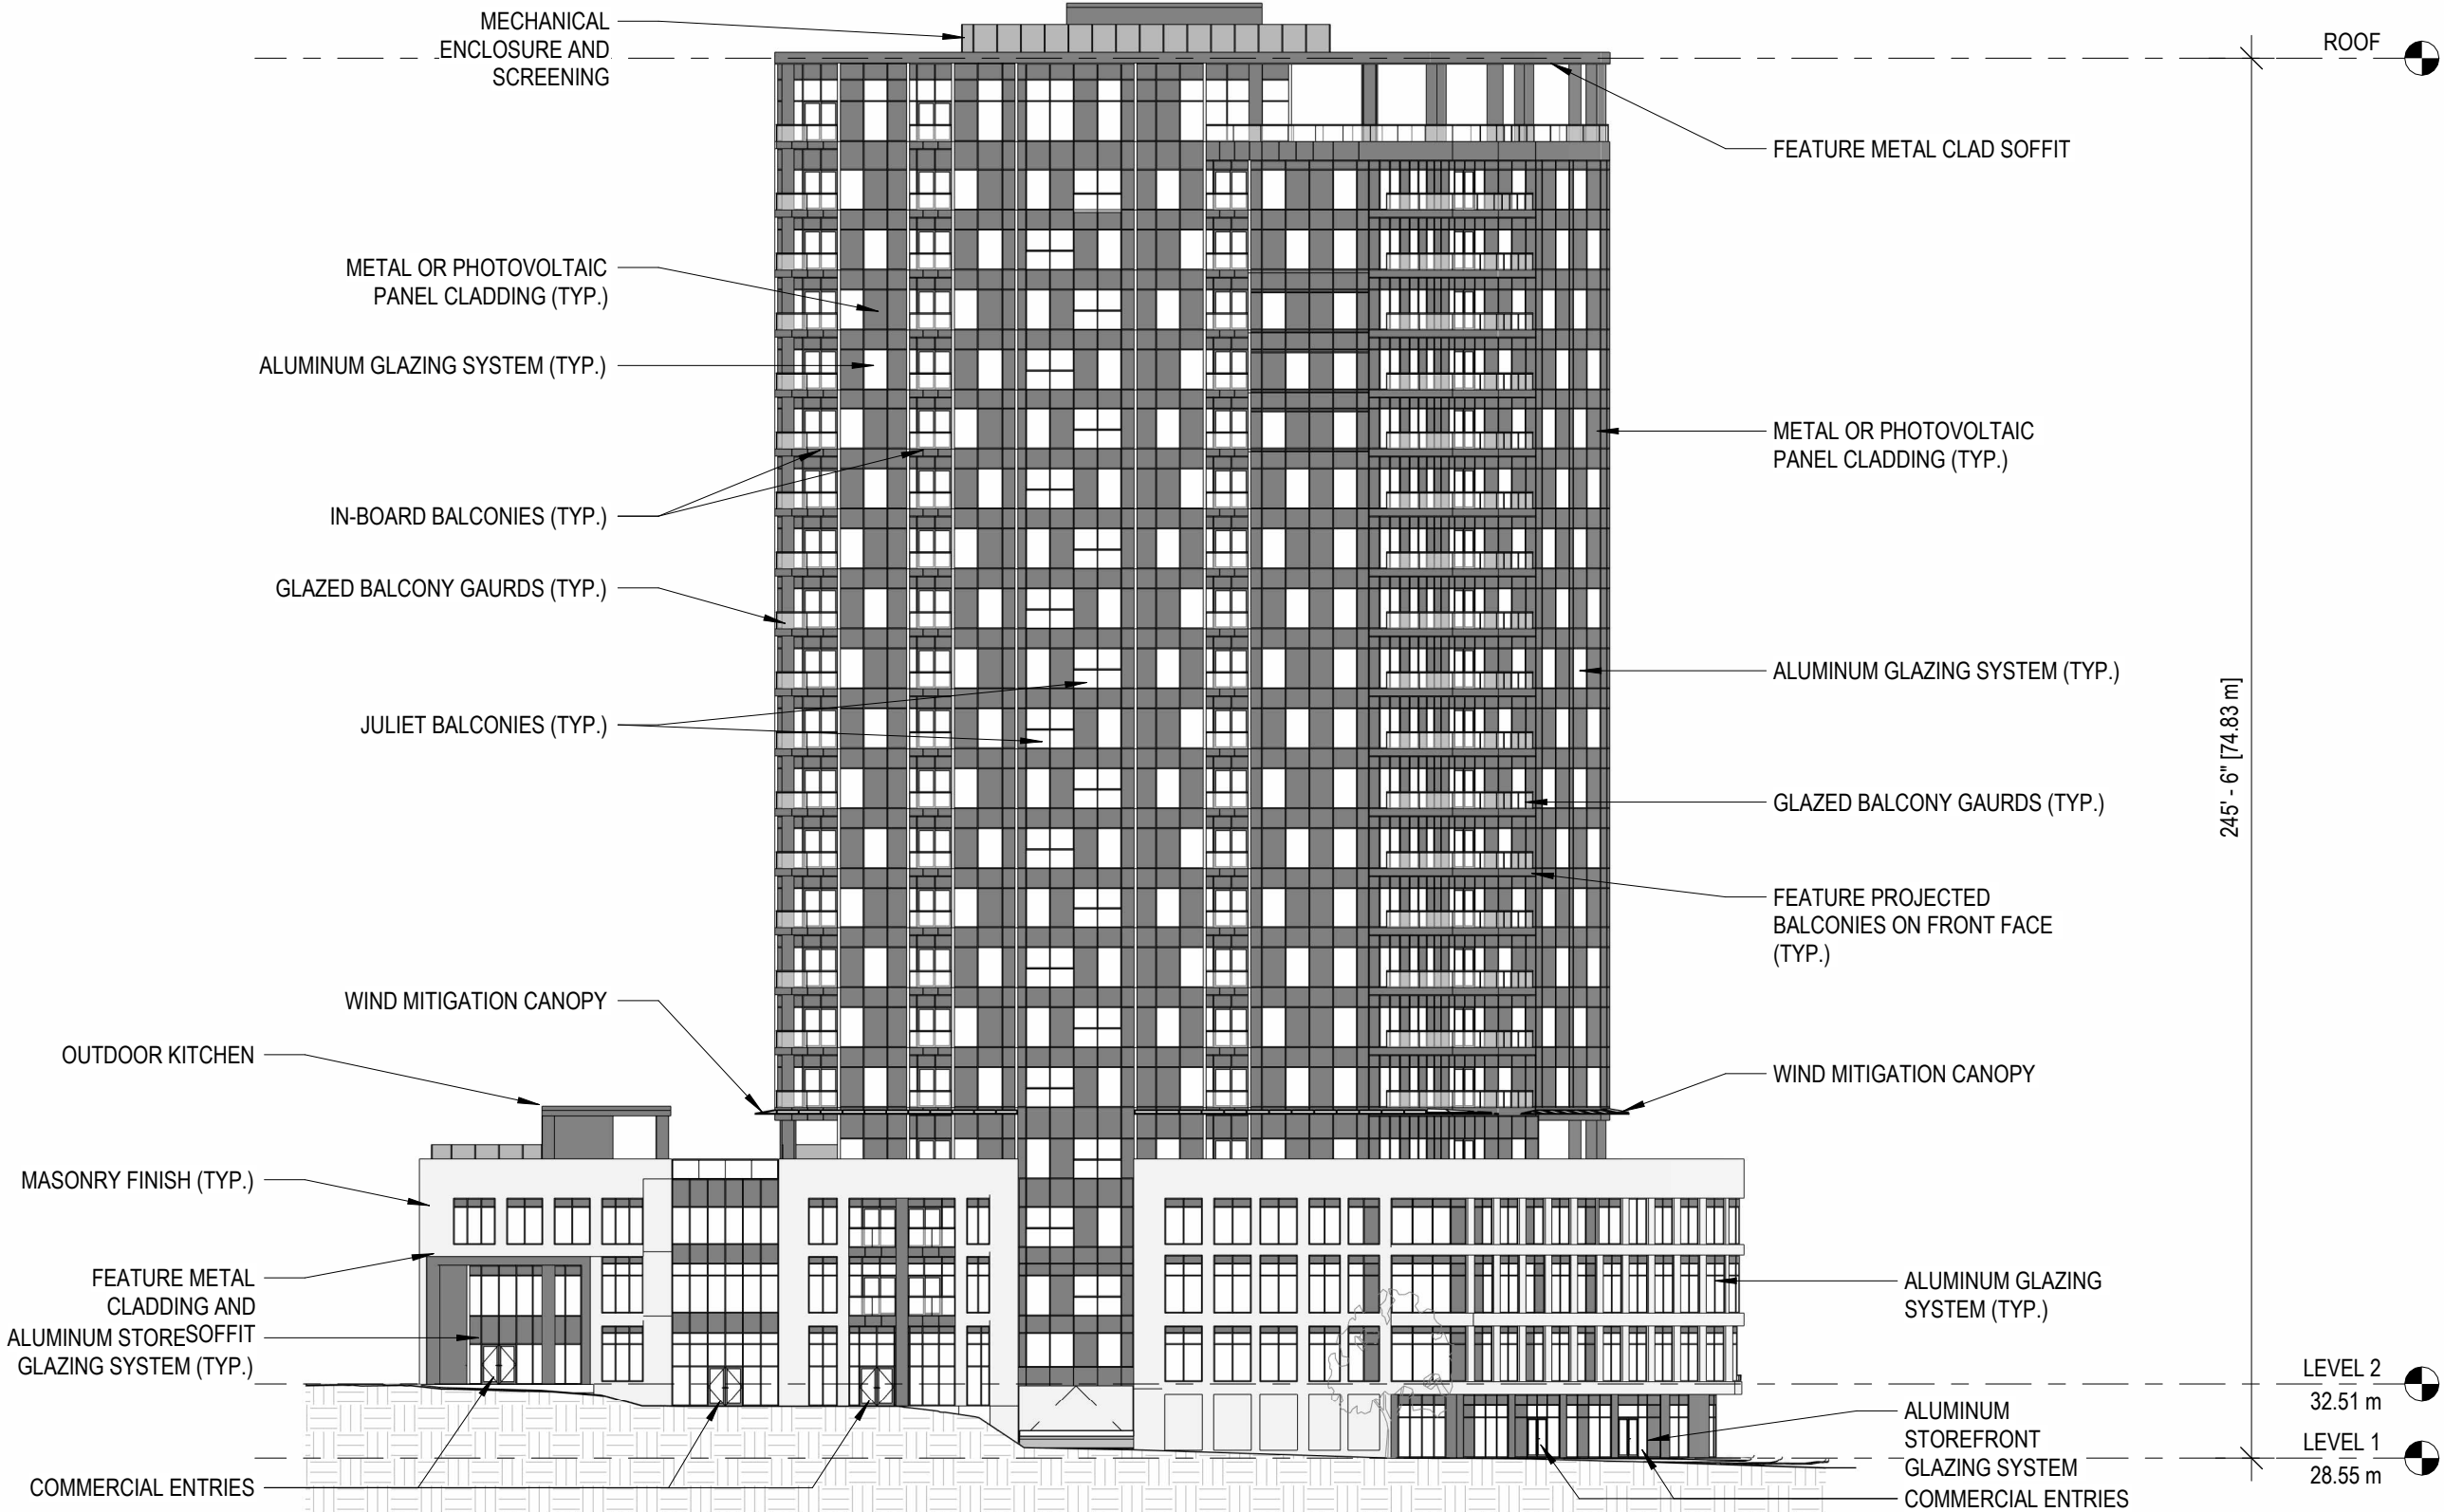 MECHANICAL
ENCLOSURE AND
SCREENING
METAL OR PHOTOVOLTAIC
PANEL CLADDING (TYP.)
ALUMINUM GLAZING SYSTEM (TYP.)
IN-BOARD BALCONIES (TYP.)
GLAZED BALCONY GAURDS (TYP.)
JULIET BALCONIES (TYP.)
WIND MITIGATION CANOPY
OUTDOOR KITCHEN
MASONRY FINISH (TYP.)
FEATURE METAL
CLADDING AND
SOFFIT
ALUMINUM STORE
GLAZING SYSTEM (TYP.)
COMMERCIAL ENTRIES
ROOF
FEATURE METAL CLAD SOFFIT
METAL OR PHOTOVOLTAIC
PANEL CLADDING (TYP.)
ALUMINUM GLAZING SYSTEM (TYP.)
245' - 6" [74.83 m]
GLAZED BALCONY GAURDS (TYP.)
FEATURE PROJECTED
BALCONIES ON FRONT FACE
(TYP.)
WIND MITIGATION CANOPY
ALUMINUM GLAZING
SYSTEM (TYP.)
LEVEL 2
32.51 m
ALUMINUM
STOREFRONT
GLAZING SYSTEM
LEVEL 1
28.55 m
COMMERCIAL ENTRIES